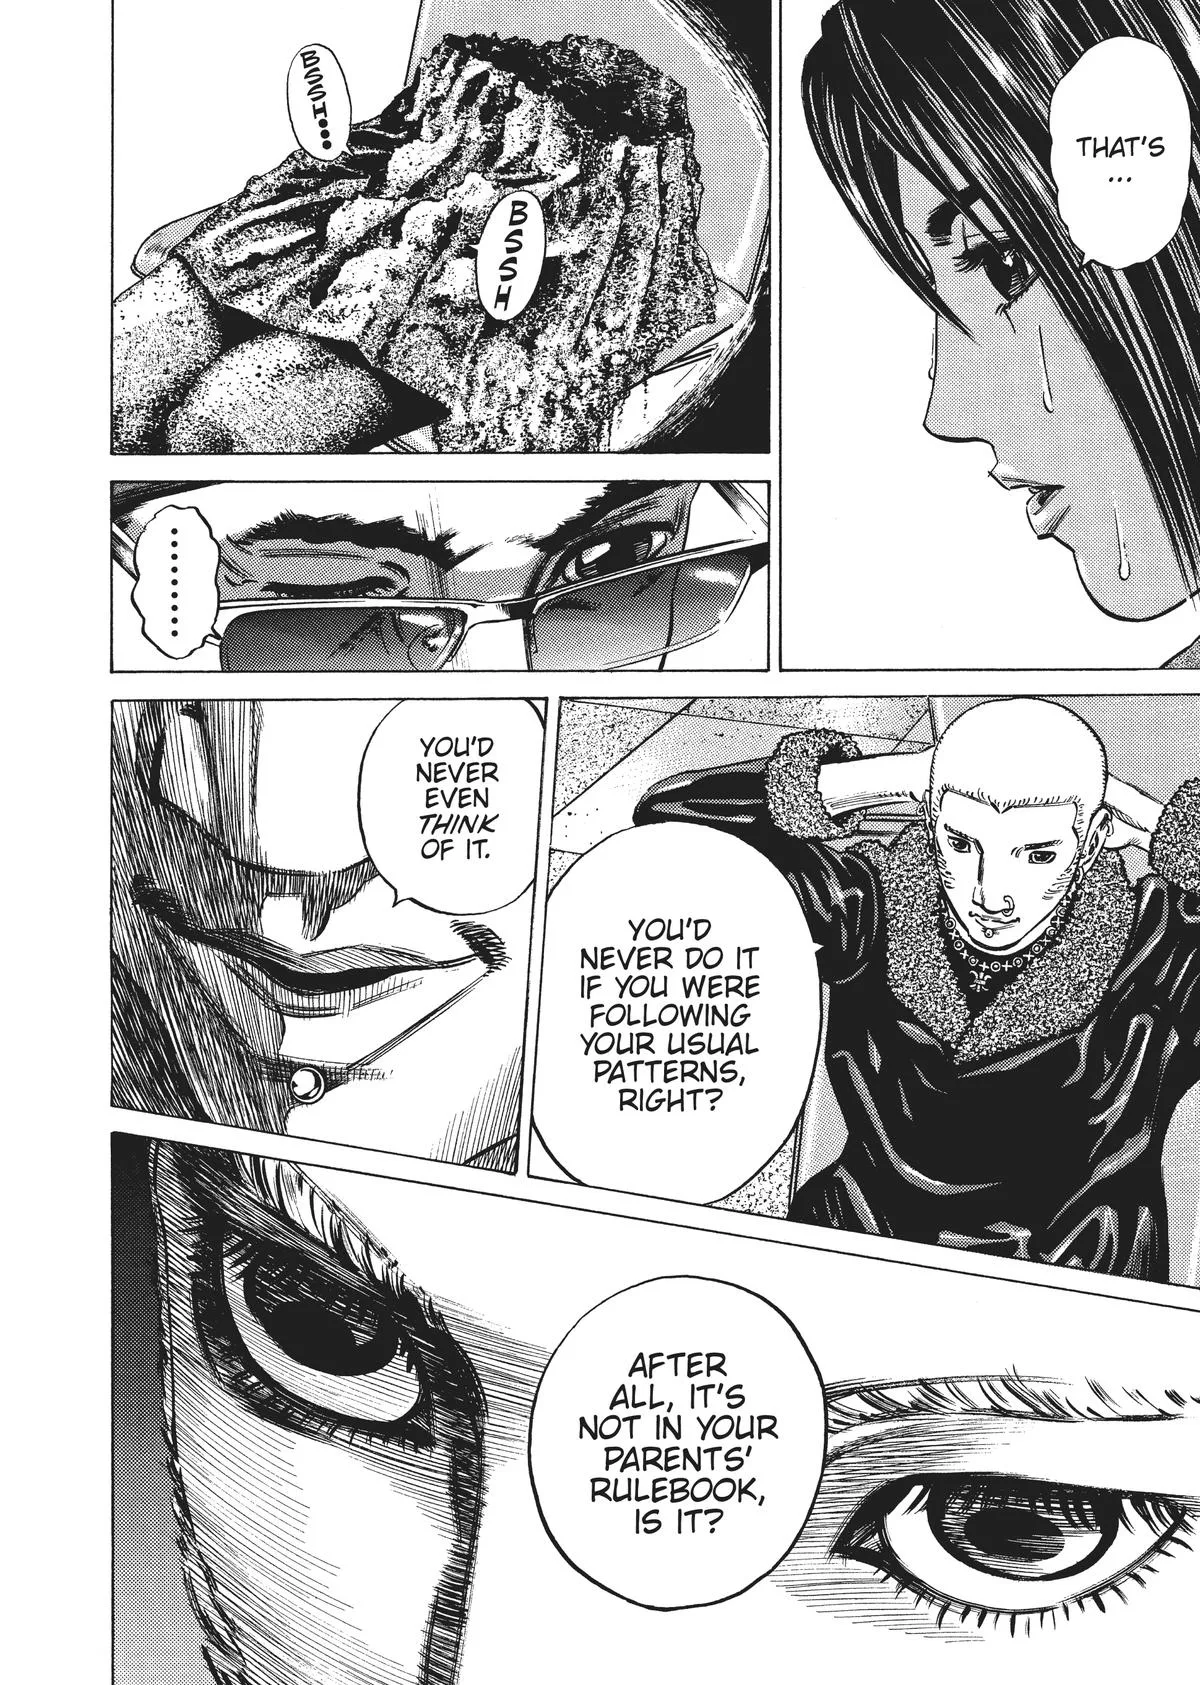 THAT'S
...
BSSH...
BSSH
........
YOU'D
NEVER DO IT
IF YOU WERE
FOLLOWING
YOUR USUAL
PATTERNS,
RIGHT?
YOU'D
NEVER
EVEN
THINK
OF IT.
AFTER
ALL, IT'S
NOT IN YOUR
PARENTS'
RULEBOOK,
IS IT?